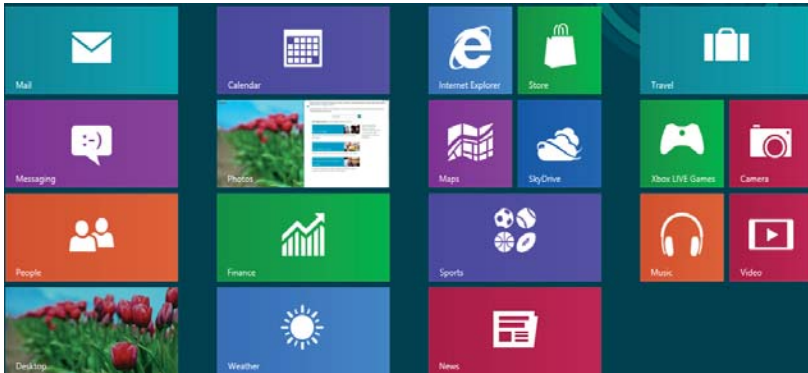 Mail
Calendar
Internet Explorer
Store
Travel
Messaging
Photos
Maps
SkyDrive
Xbox LIVE Games
Camera
People
Finance
Sports
Music
Video
Desktop
Weather
News